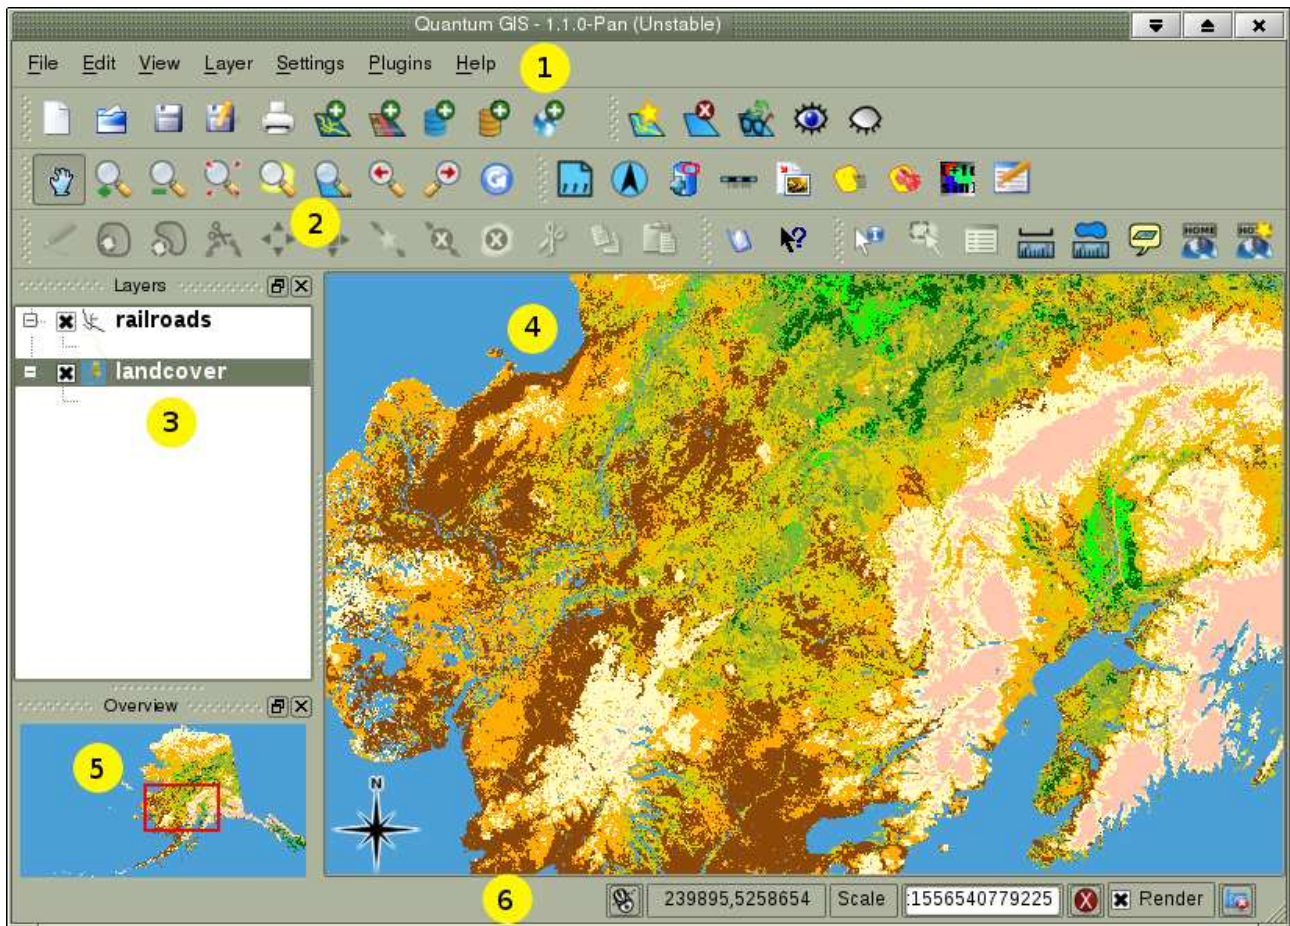 Quantum GIS - 1.1.0-Pan (Unstable)
File Edit View Layer Settings Plugins Help 1
2
HOME
Layers
railroads
landcover
3
4
Overview
5
N
6
239895,5258654 Scale :1556540779225 Render